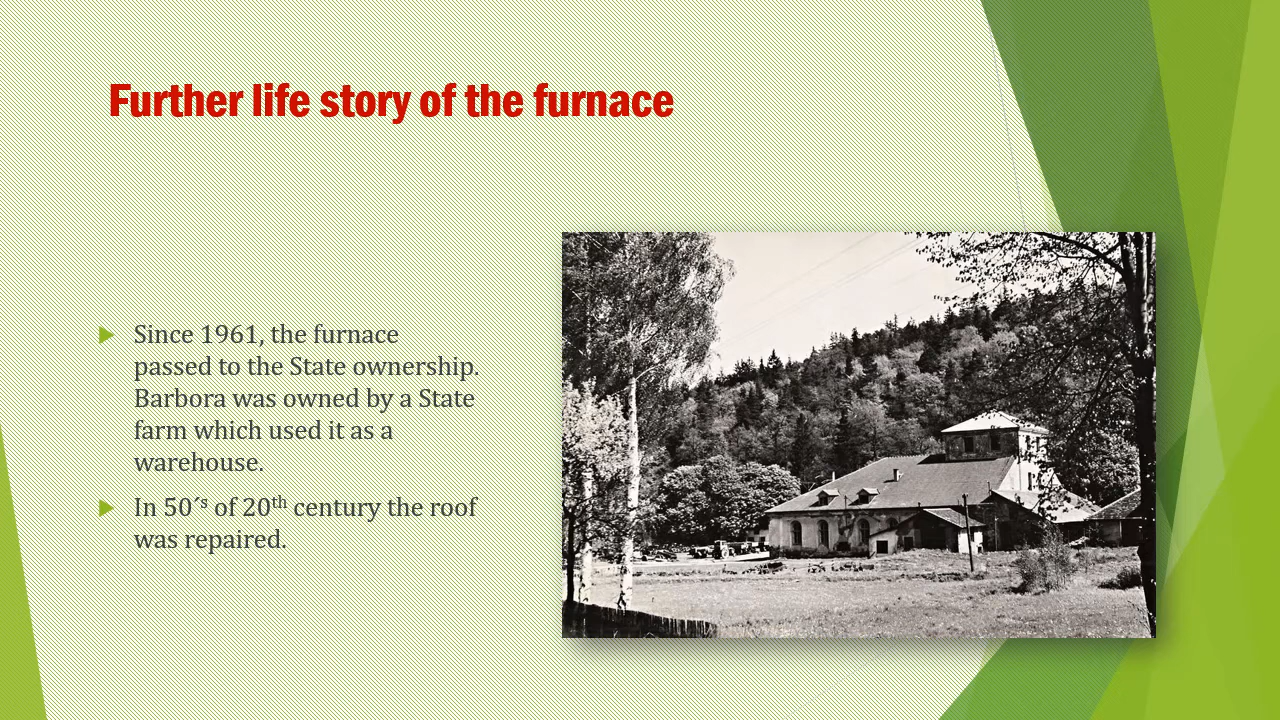 Further life story of the furnace
Since 1961, the furnace
passed to the State ownership.
Barbora was owned by a State
farm which used it as a
warehouse.
In 50´s of 20th century the roof
was repaired.